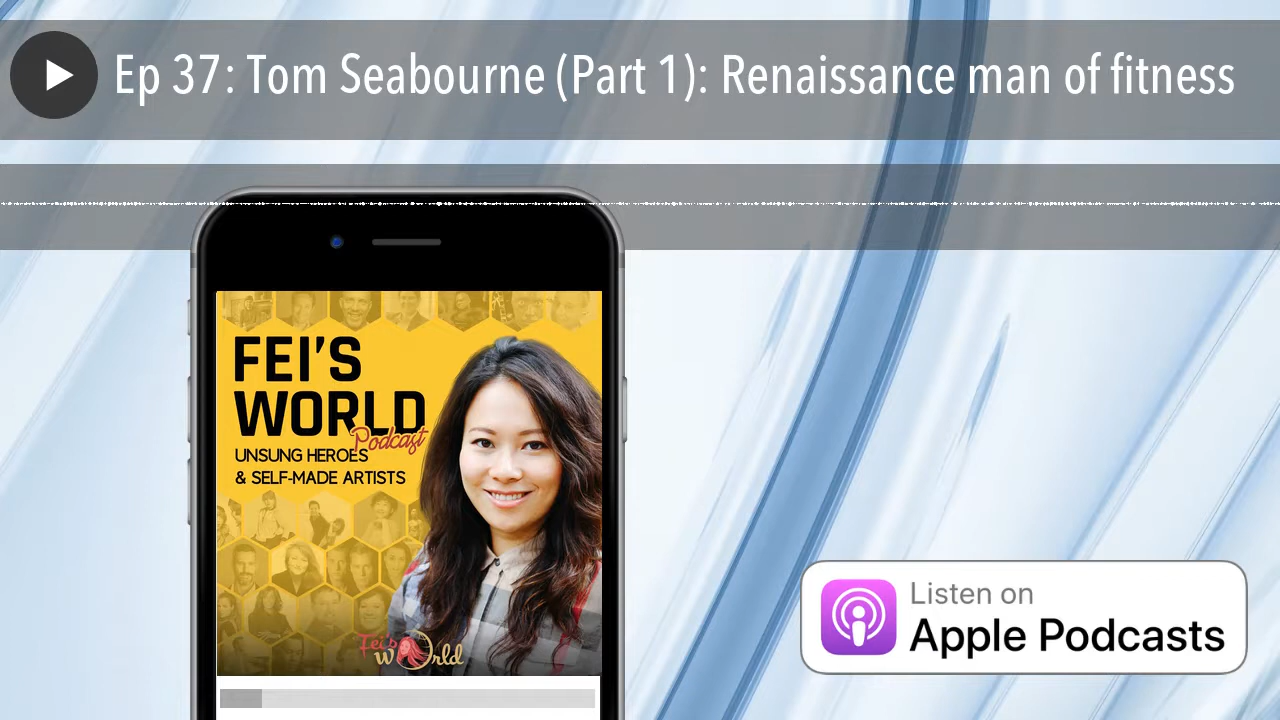 Ep 37: Tom Seabourne (Part 1): Renaissance man of fitness
FEI'S
WORLD
Podcast
UNSUNG HEROES
& SELF-MADE ARTISTS
Fei's
world
Listen on
Apple Podcasts